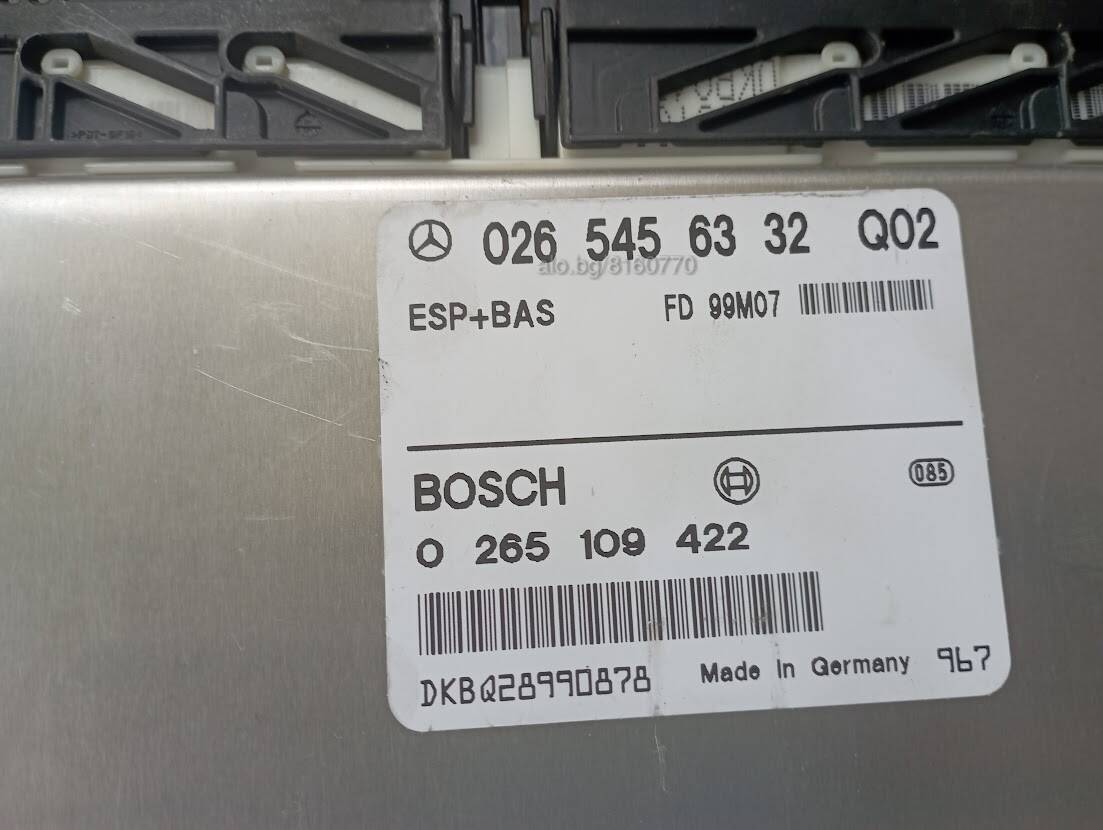 026 545 63 32 Q02
alo.bg/8160770
ESP+BAS FD 99M07
BOSCH 085
0 265 109 422
DKBQ28990878 Made In Germany 967